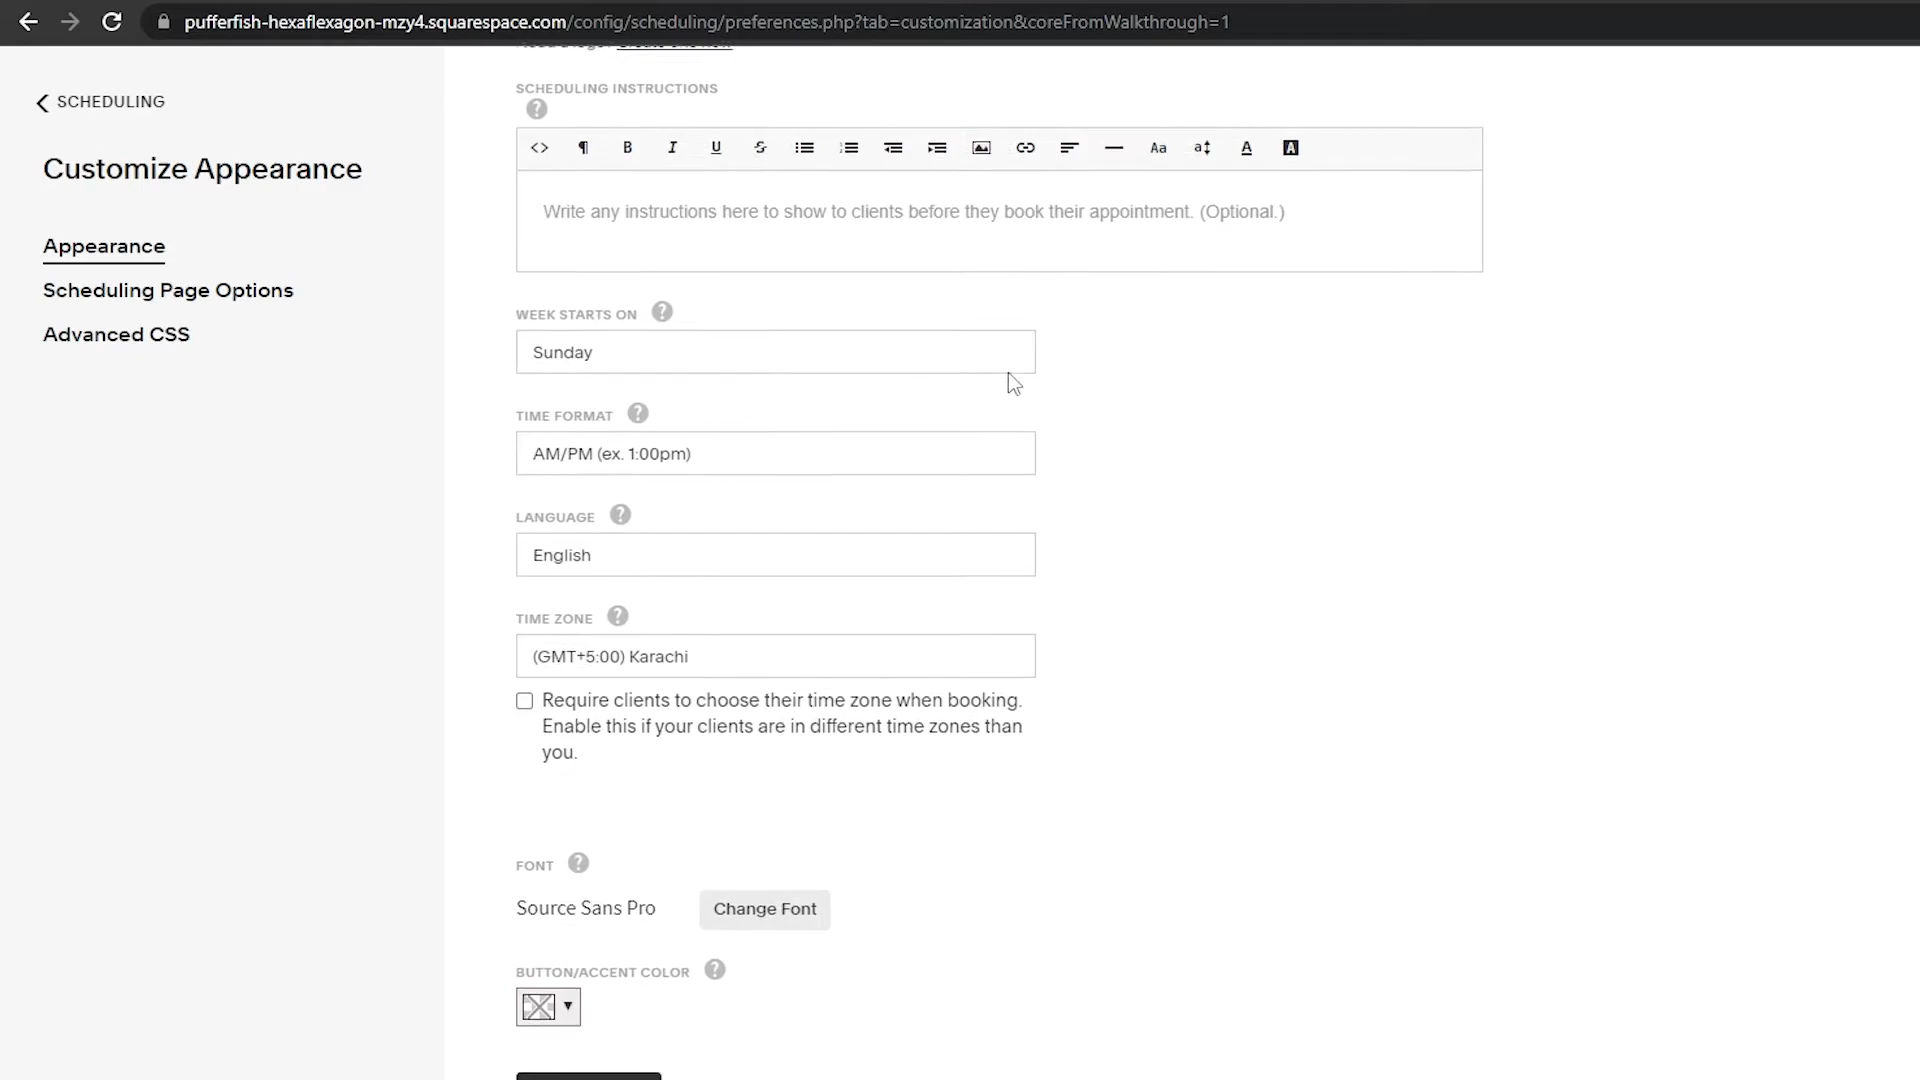 pufferfish-hexaflexagon-mzy4.squarespace.com/config/scheduling/preferences.php?tab=customization&coreFromWalkthrough=1
SCHEDULING
Customize Appearance
Appearance
Scheduling Page Options
Advanced CSS
SCHEDULING INSTRUCTIONS
Write any instructions here to show to clients before they book their appointment. (Optional.)
WEEK STARTS ON
Sunday
TIME FORMAT
AM/PM (ex. 1:00pm)
LANGUAGE
English
TIME ZONE
(GMT+5:00) Karachi
Require clients to choose their time zone when booking.
Enable this if your clients are in different time zones than
you.
FONT
Source Sans Pro
Change Font
BUTTON/ACCENT COLOR